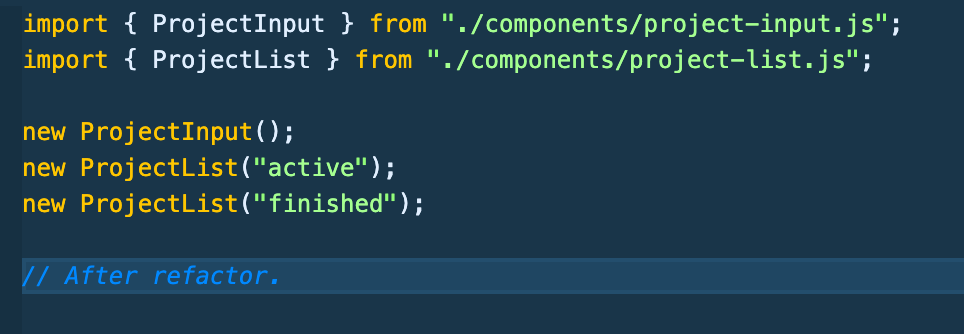 import { ProjectInput } from "./components/project-input.js";
import { ProjectList } from "./components/project-list.js";
new ProjectInput();
new ProjectList("active");
new ProjectList("finished");
// After refactor.